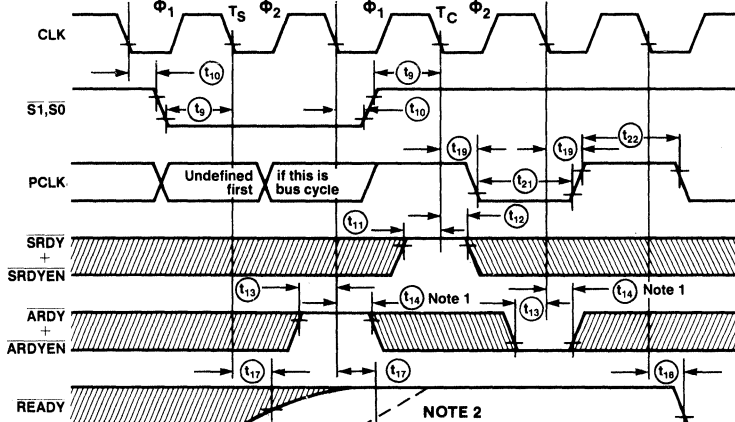 Φ1 TS Φ2 Φ1 TC Φ2
CLK
t10 t9
S1,S0
t9 t10
t19 t19 t22
PCLK
Undefined first
if this is bus cycle
t21
t11 t12
SRDY
+
SRDYEN
t13 t14 Note 1 t13 t14 Note 1
ARDY
+
ARDYEN
t17 t17 t18
READY
NOTE 2